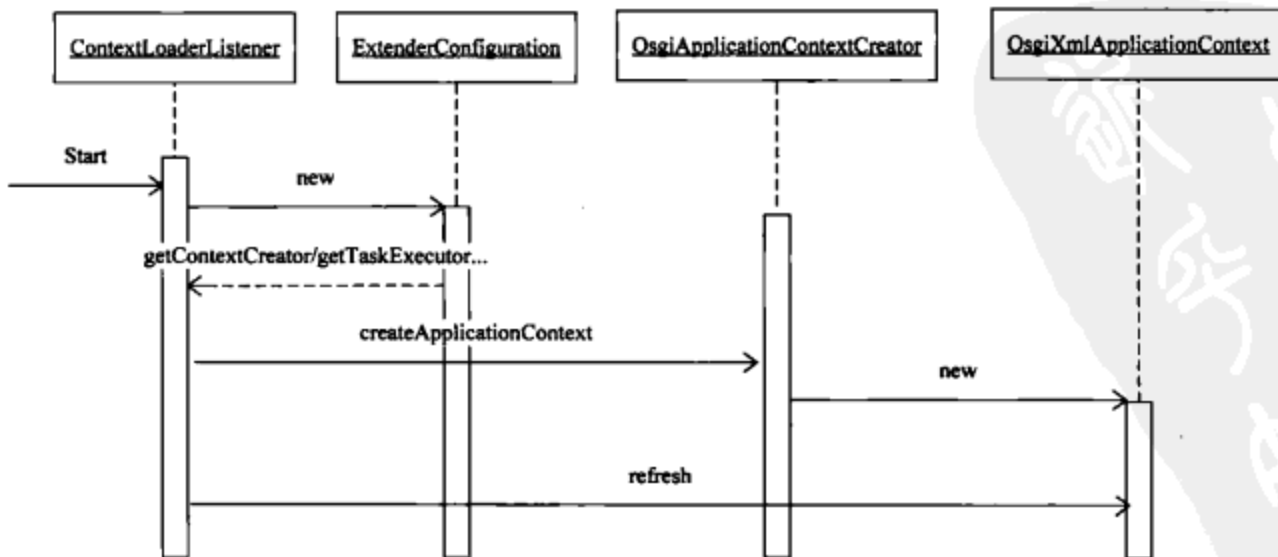 ContextLoaderListener
ExtenderConfiguration
OsgiApplicationContextCreator
OsgiXmlApplicationContext
Start
new
getContextCreator/getTaskExecutor...
createApplicationContext
new
refresh